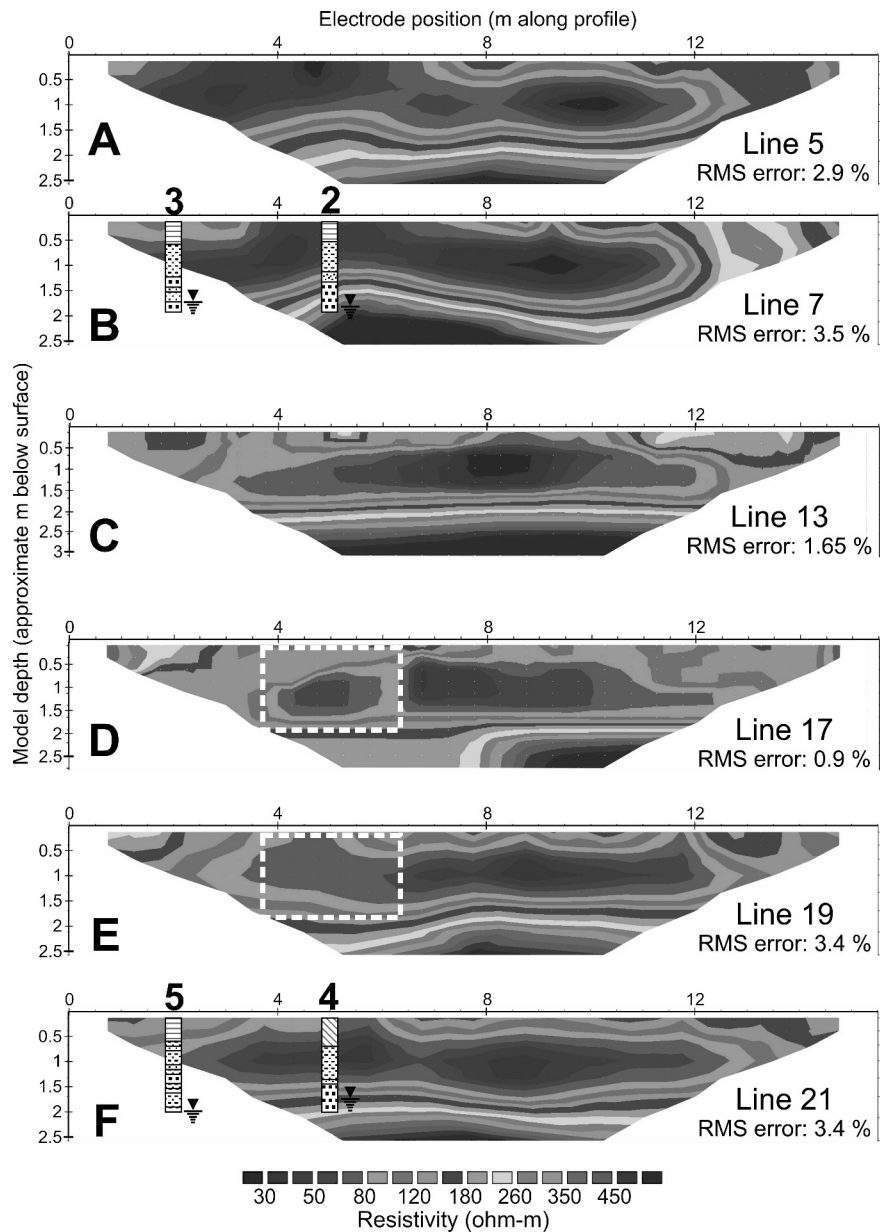 Electrode position (m along profile)
0 4 8 12
0.5
1
1.5
2
2.5
A
Line 5
RMS error: 2.9 %
3 2
0 4 8 12
0.5
1
1.5
2
2.5
B
Line 7
RMS error: 3.5 %
0 4 8 12
0.5
1
1.5
2
2.5
3
C
Line 13
RMS error: 1.65 %
0 4 8 12
0.5
1
1.5
2
2.5
D
Line 17
RMS error: 0.9 %
0 4 8 12
0.5
1
1.5
2
2.5
E
Line 19
RMS error: 3.4 %
5 4
0 4 8 12
0.5
1
1.5
2
2.5
F
Line 21
RMS error: 3.4 %
Model depth (approximate m below surface)
30 50 80 120 180 260 350 450
Resistivity (ohm-m)